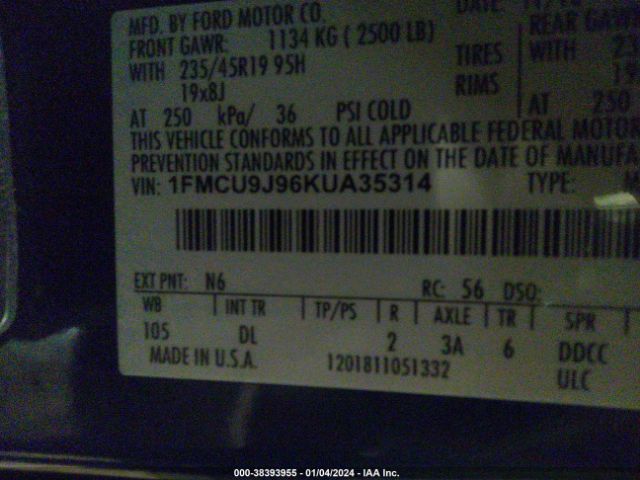 MFD. BY FORD MOTOR CO. DATE
FRONT GAWR: 1134 KG ( 2500 LB) REAR GAWR
WITH 235/45R19 95H TIRES WITH
19x8J RIMS 19
AT 250 kPa/ 36 PSI COLD AT 250
THIS VEHICLE CONFORMS TO ALL APPLICABLE FEDERAL MOTOR
PREVENTION STANDARDS IN EFFECT ON THE DATE OF MANUFA
VIN: 1FMCU9J96KUA35314 TYPE:
EXT PNT: N6 RC: 56 DSO:
WB INT TR TP/PS R AXLE TR SPR
105 DL 2 3A 6 DDCC
MADE IN U.S.A. 1201811051332 ULC
000-38393955 - 01/04/2024 - IAA Inc.